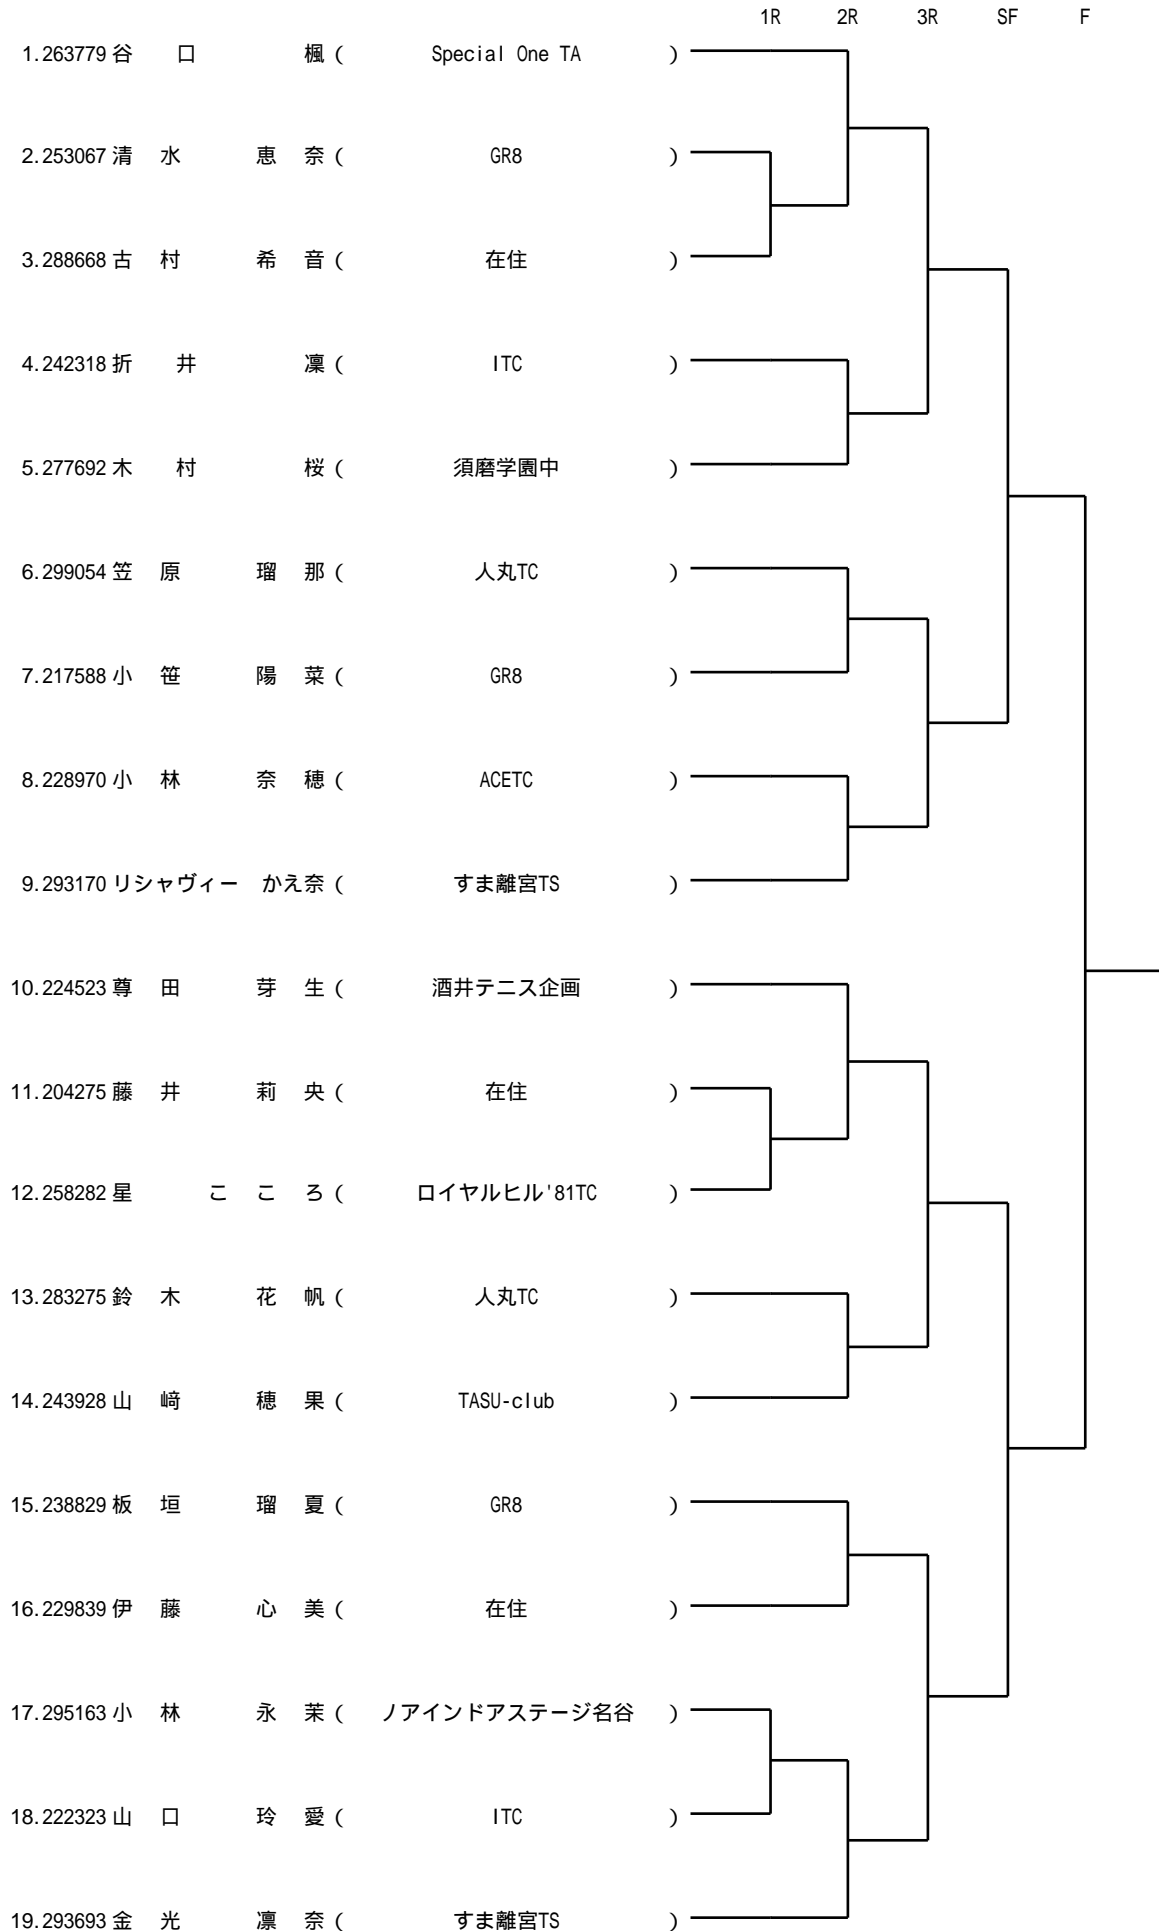 1R 2R 3R SF F
1.263779 谷 口 楓 ( Special One TA )
2.253067 清 水 恵 奈 ( GR8 )
3.288668 古 村 希 音 ( 在住 )
4.242318 折 井 凜 ( ITC )
5.277692 木 村 桜 ( 須磨学園中 )
6.299054 笠 原 瑠 那 ( 人丸TC )
7.217588 小 笹 陽 菜 ( GR8 )
8.228970 小 林 奈 穂 ( ACETC )
9.293170 リシャヴィー かえ奈 ( すま離宮TS )
10.224523 尊 田 芽 生 ( 酒井テニス企画 )
11.204275 藤 井 莉 央 ( 在住 )
12.258282 星 こ こ ろ ( ロイヤルヒル'81TC )
13.283275 鈴 木 花 帆 ( 人丸TC )
14.243928 山 﨑 穂 果 ( TASU-club )
15.238829 板 垣 瑠 夏 ( GR8 )
16.229839 伊 藤 心 美 ( 在住 )
17.295163 小 林 永 茉 ( ノアインドアステージ名谷 )
18.222323 山 口 玲 愛 ( ITC )
19.293693 金 光 凛 奈 ( すま離宮TS )